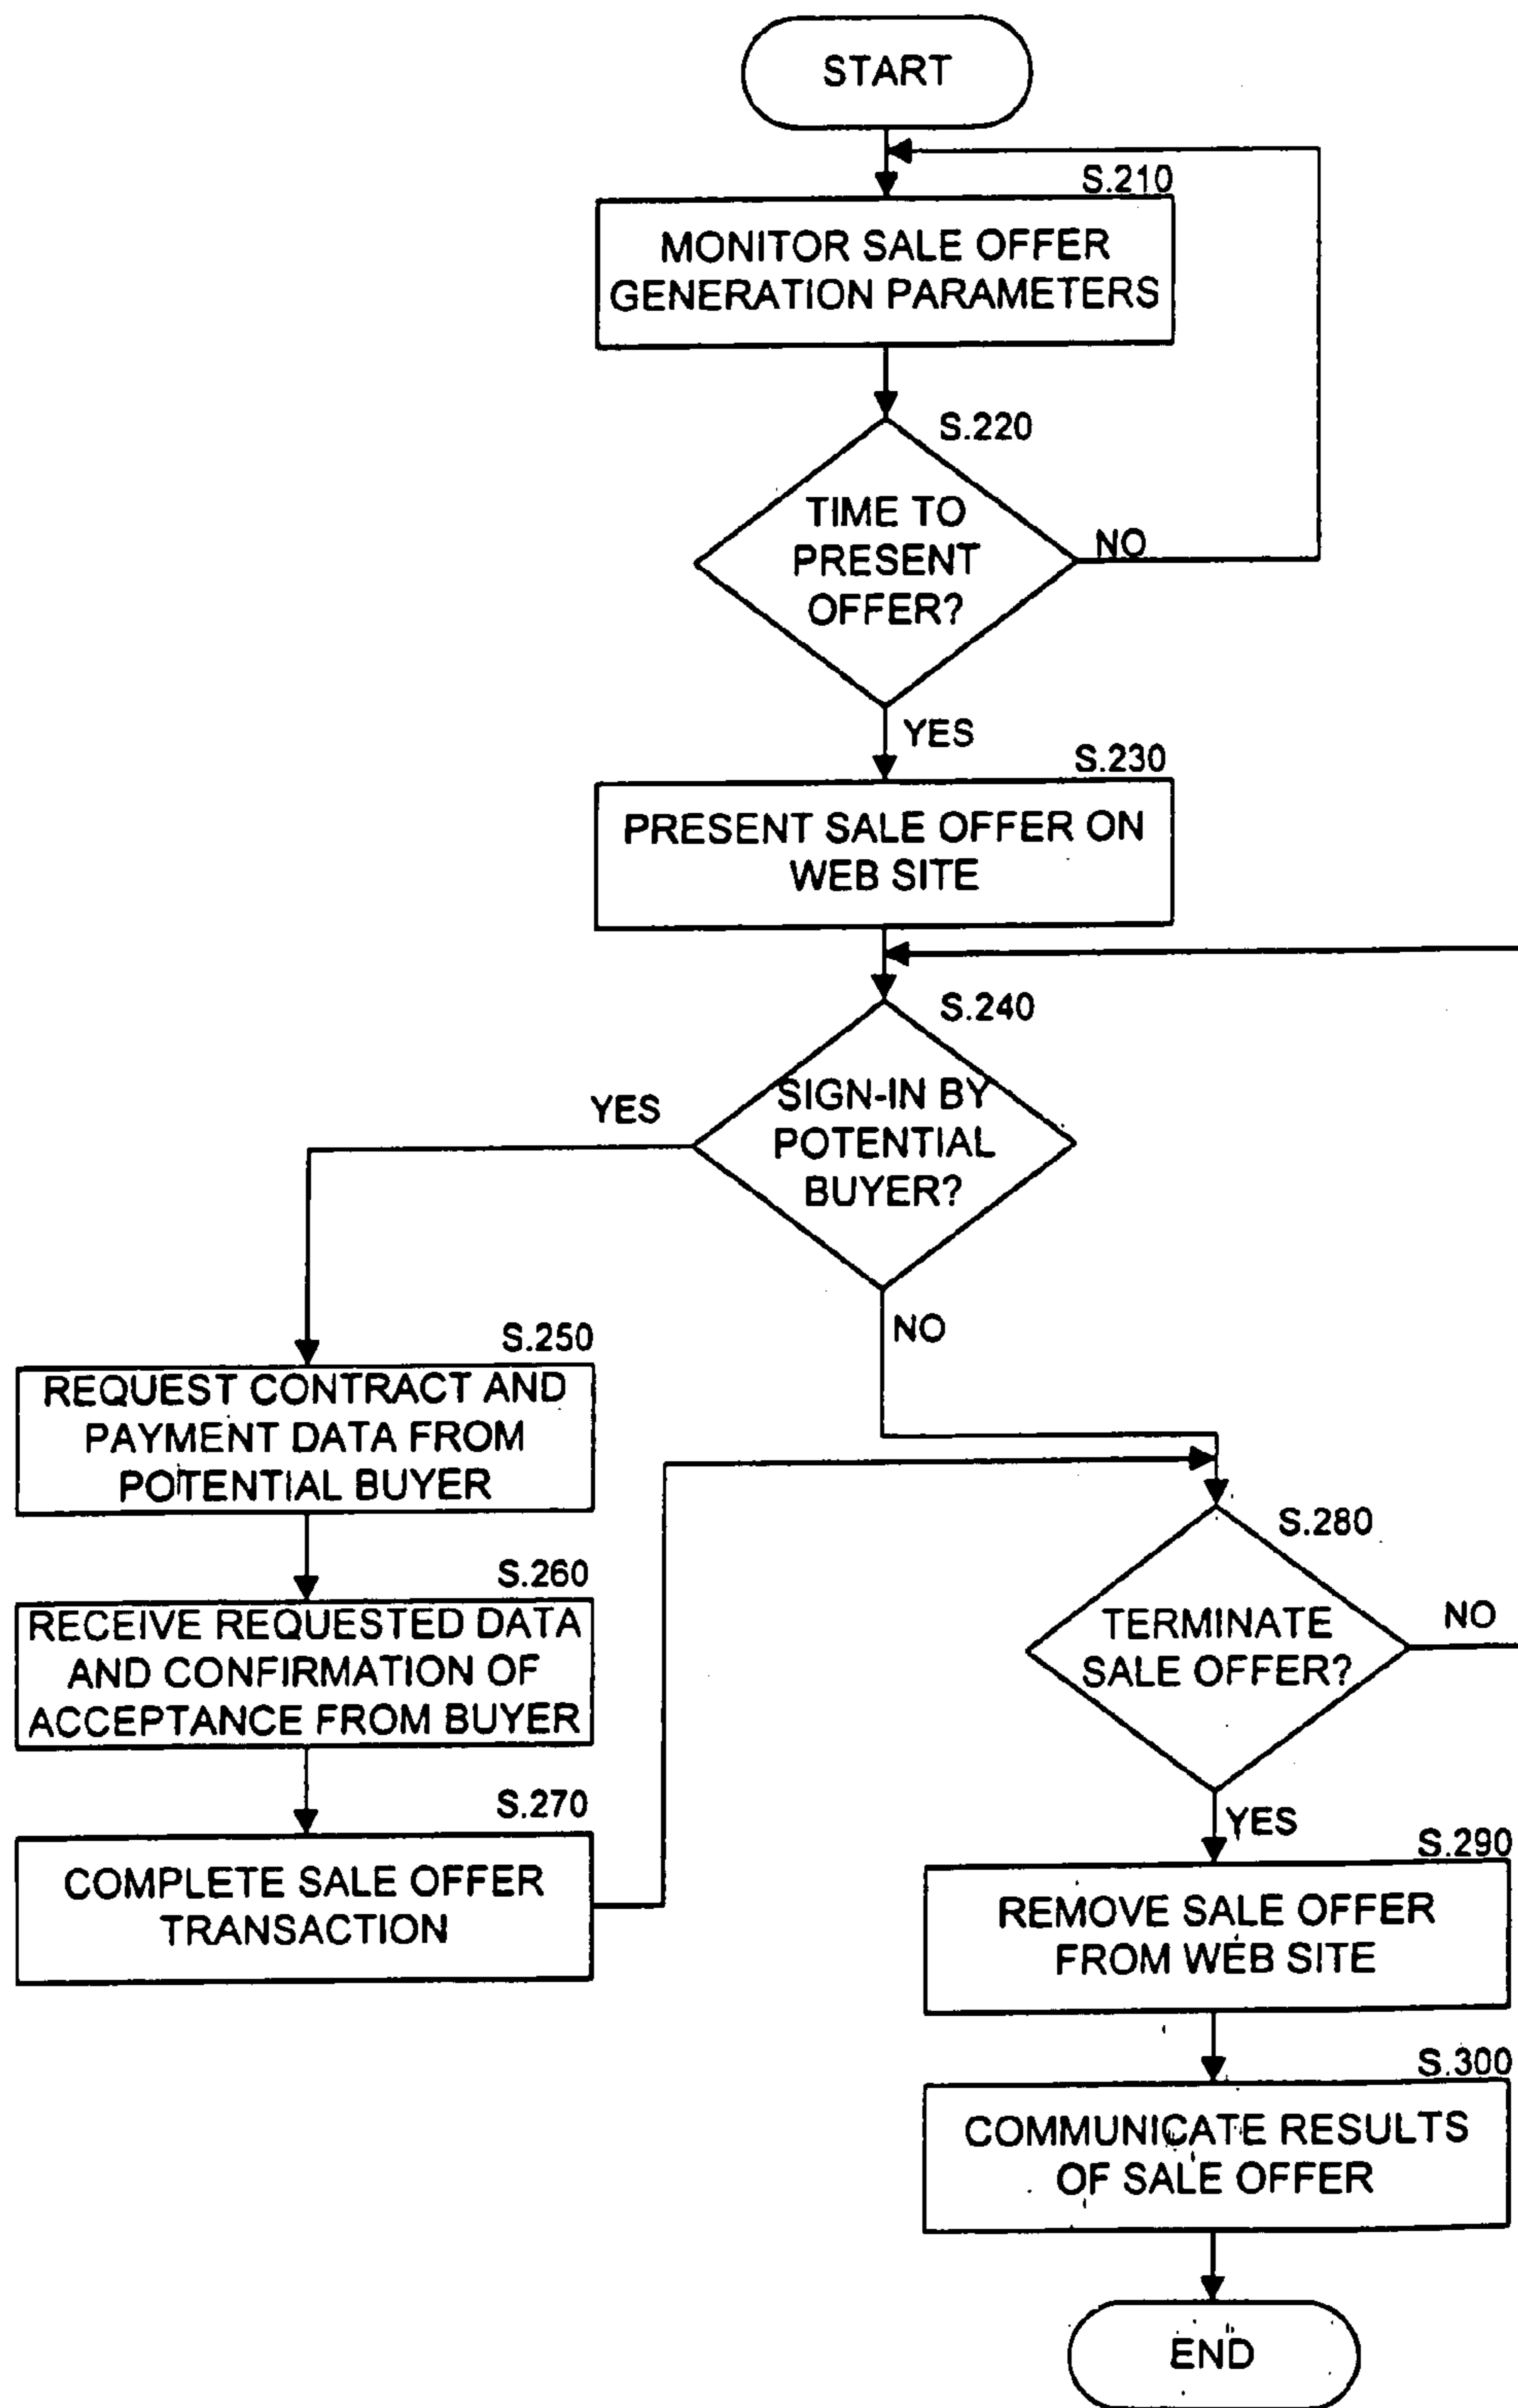 START
S.210
MONITOR SALE OFFER
GENERATION PARAMETERS
S.220
TIME TO
PRESENT
OFFER?
NO
YES
S.230
PRESENT SALE OFFER ON
WEB SITE
S.240
SIGN-IN BY
POTENTIAL
BUYER?
YES
NO
S.250
REQUEST CONTRACT AND
PAYMENT DATA FROM
POTENTIAL BUYER
S.260
RECEIVE REQUESTED DATA
AND CONFIRMATION OF
ACCEPTANCE FROM BUYER
S.270
COMPLETE SALE OFFER
TRANSACTION
S.280
TERMINATE
SALE OFFER?
NO
YES
S.290
REMOVE SALE OFFER
FROM WEB SITE
S.300
COMMUNICATE RESULTS
OF SALE OFFER
END